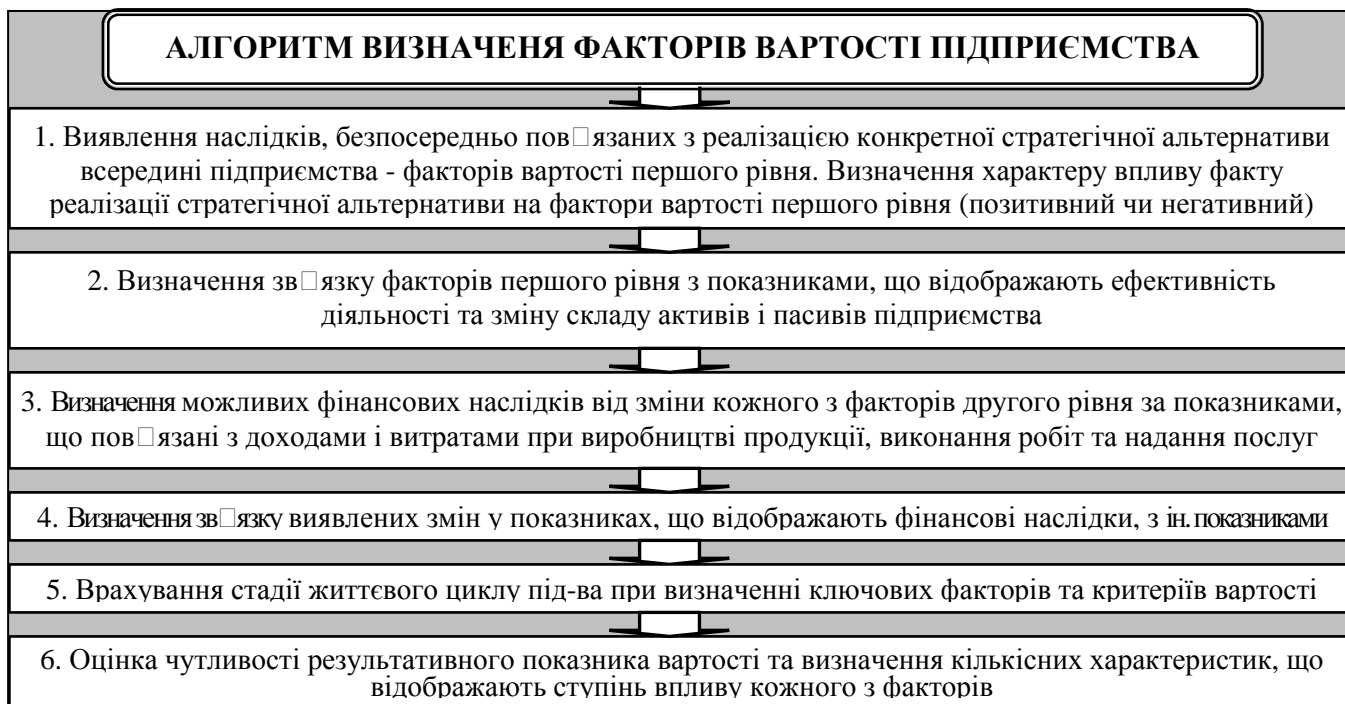 АЛГОРИТМ ВИЗНАЧЕНЯ ФАКТОРІВ ВАРТОСТІ ПІДПРИЄМСТВА
1. Виявлення наслідків, безпосередньо пов□язаних з реалізацією конкретної стратегічної альтернативи
всередині підприємства - факторів вартості першого рівня. Визначення характеру впливу факту
реалізації стратегічної альтернативи на фактори вартості першого рівня (позитивний чи негативний)
2. Визначення зв□язку факторів першого рівня з показниками, що відображають ефективність
діяльності та зміну складу активів і пасивів підприємства
3. Визначення можливих фінансових наслідків від зміни кожного з факторів другого рівня за показниками,
що пов□язані з доходами і витратами при виробництві продукції, виконання робіт та надання послуг
4. Визначення зв□язку виявлених змін у показниках, що відображають фінансові наслідки, з ін. показниками
5. Врахування стадії життєвого циклу під-ва при визначенні ключових факторів та критеріїв вартості
6. Оцінка чутливості результативного показника вартості та визначення кількісних характеристик, що
відображають ступінь впливу кожного з факторів